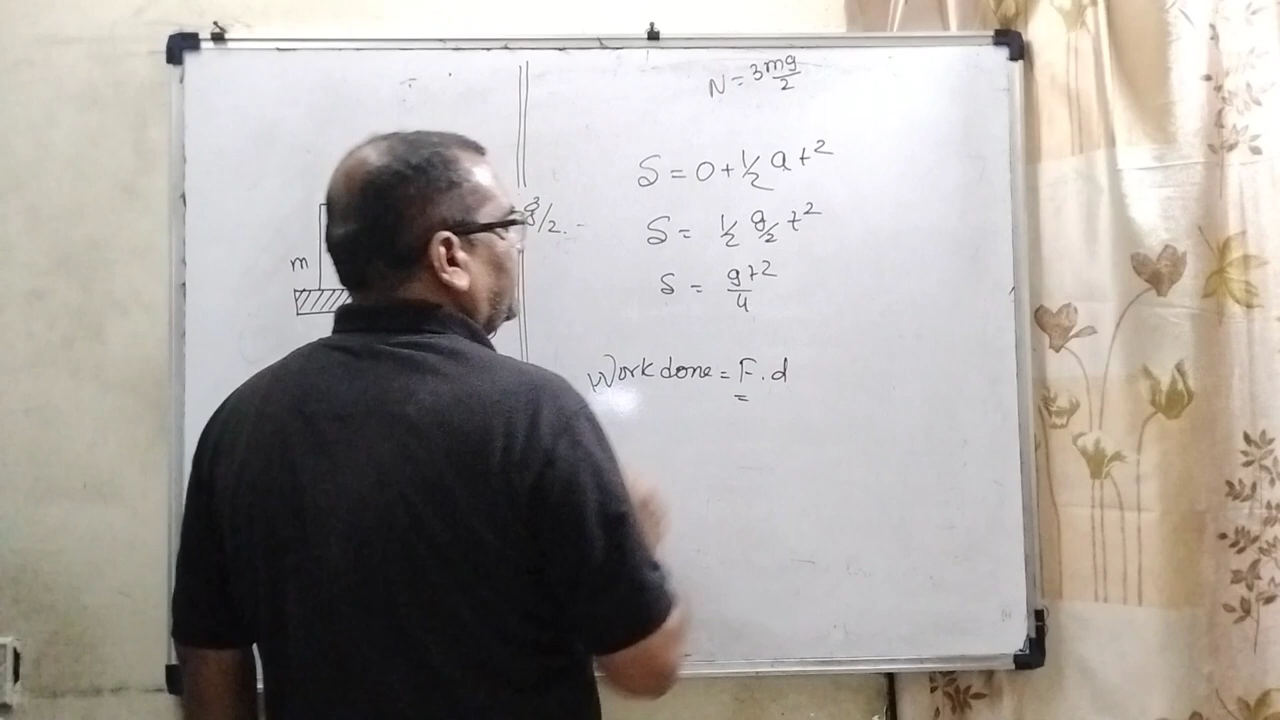 N = 3mg/2
S = 0 + 1/2 a t²
g/2.
S = 1/2 g/2 t²
m
S = gt²/4
Work done = F . d